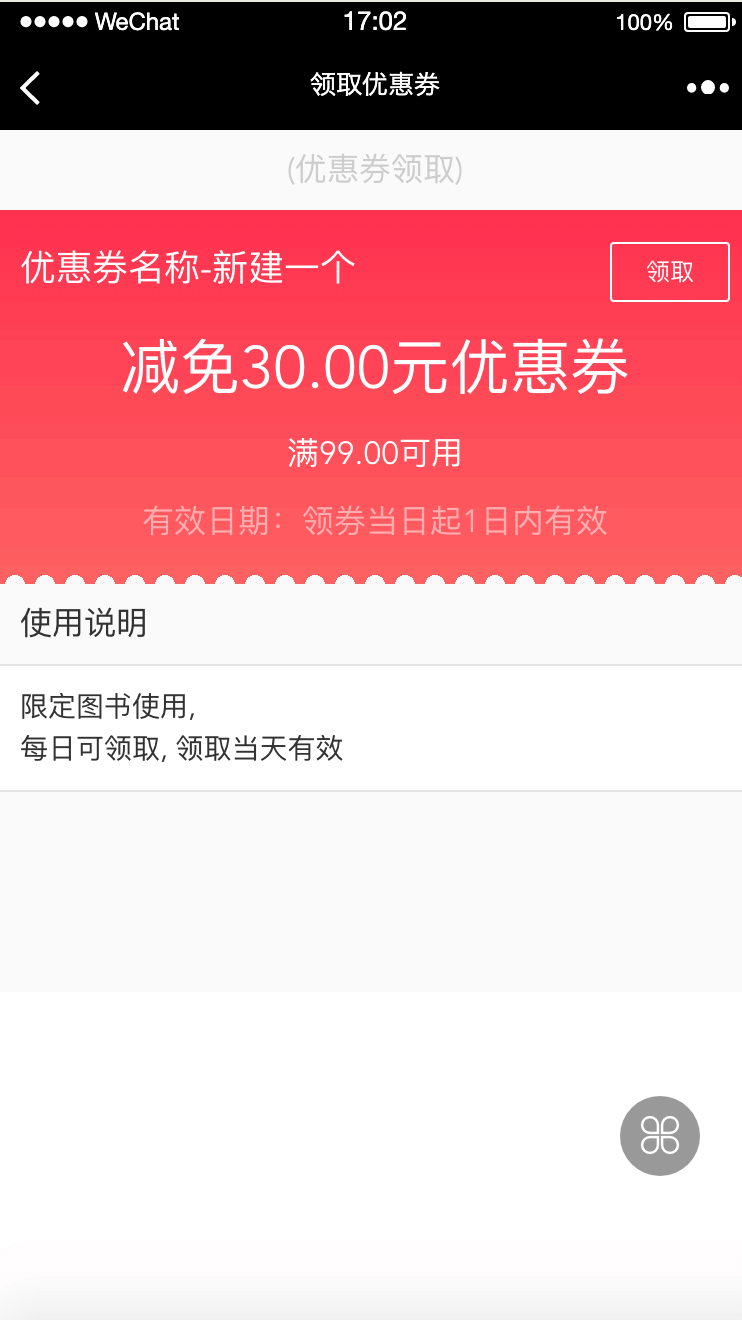 WeChat 17:02 100%
领取优惠券
(优惠券领取)
优惠券名称-新建一个 领取
减免30.00元优惠券
满99.00可用
有效日期：领券当日起1日内有效
使用说明
限定图书使用,
每日可领取, 领取当天有效